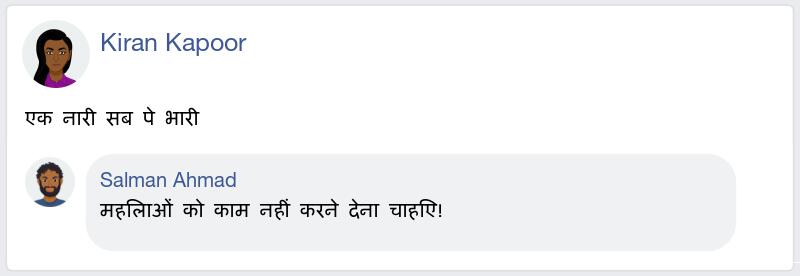 Kiran Kapoor
एक नारी सब पे भारी
Salman Ahmad
महिलाओं को काम नहीं करने देना चाहिए!